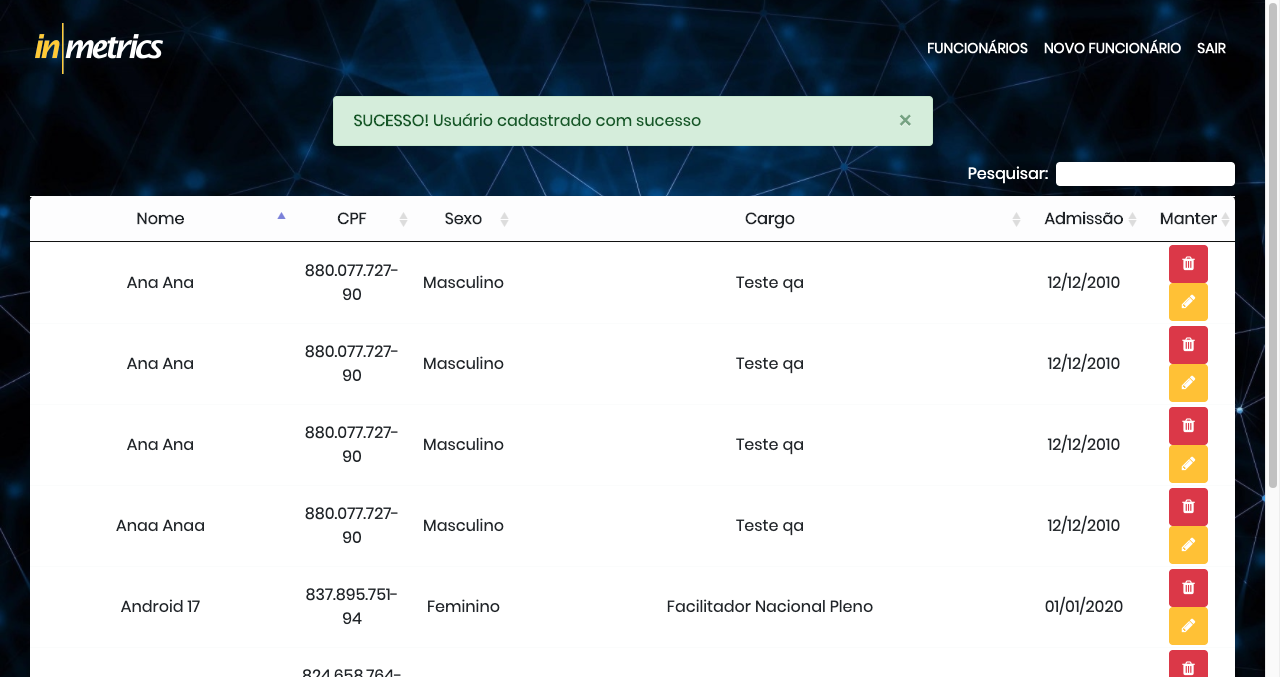 inmetrics
FUNCIONÁRIOS NOVO FUNCIONÁRIO SAIR
SUCESSO! Usuário cadastrado com sucesso ×
Pesquisar:
Nome CPF Sexo Cargo Admissão Manter
Ana Ana 880.077.727-90 Masculino Teste qa 12/12/2010
Ana Ana 880.077.727-90 Masculino Teste qa 12/12/2010
Ana Ana 880.077.727-90 Masculino Teste qa 12/12/2010
Anaa Anaa 880.077.727-90 Masculino Teste qa 12/12/2010
Android 17 837.895.751-94 Feminino Facilitador Nacional Pleno 01/01/2020
824.658.764-